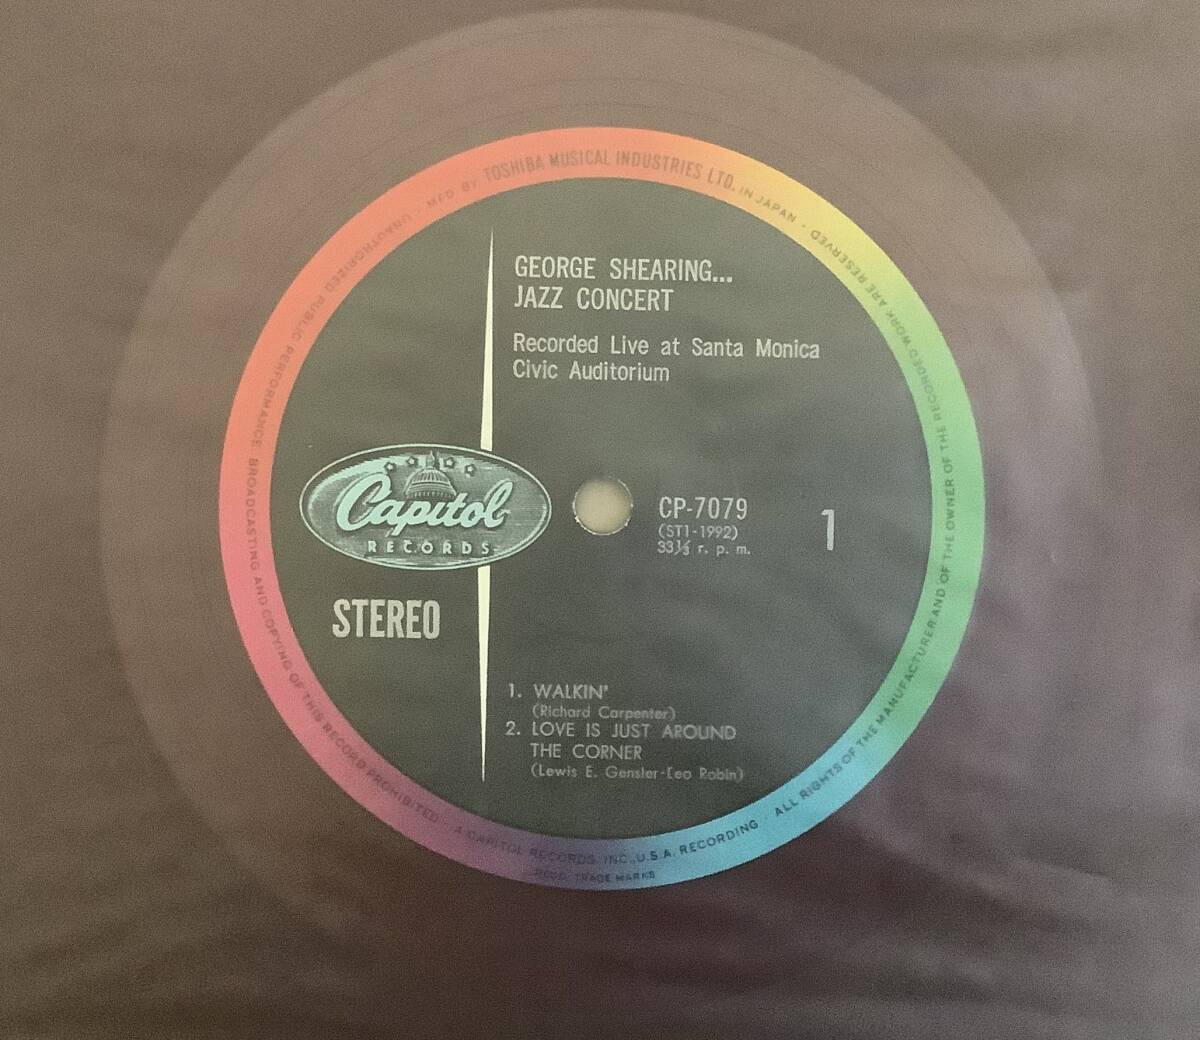 MFD. BY TOSHIBA MUSICAL INDUSTRIES LTD. IN JAPAN · ALL RIGHTS OF THE MANUFACTURER AND OF THE OWNER OF THE RECORDED WORK ARE RESERVED
UNAUTHORIZED PUBLIC PERFORMANCE BROADCASTING AND COPYING OF THIS RECORD PROHIBITED · A CAPITOL RECORDS, INC., U.S.A. RECORDING ·
TRADE MARKS
GEORGE SHEARING...
JAZZ CONCERT
Recorded Live at Santa Monica
Civic Auditorium
Capitol
RECORDS
STEREO
CP-7079
(ST1-1992)
33⅓ r. p. m.
1
1. WALKIN'
(Richard Carpenter)
2. LOVE IS JUST AROUND
THE CORNER
(Lewis E. Gensler-Leo Robin)